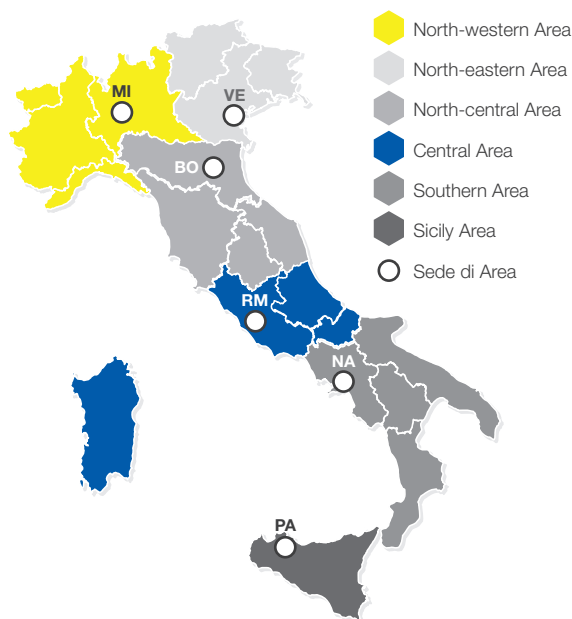 North-western Area
North-eastern Area
North-central Area
Central Area
Southern Area
Sicily Area
Sede di Area
MI
VE
BO
RM
NA
PA